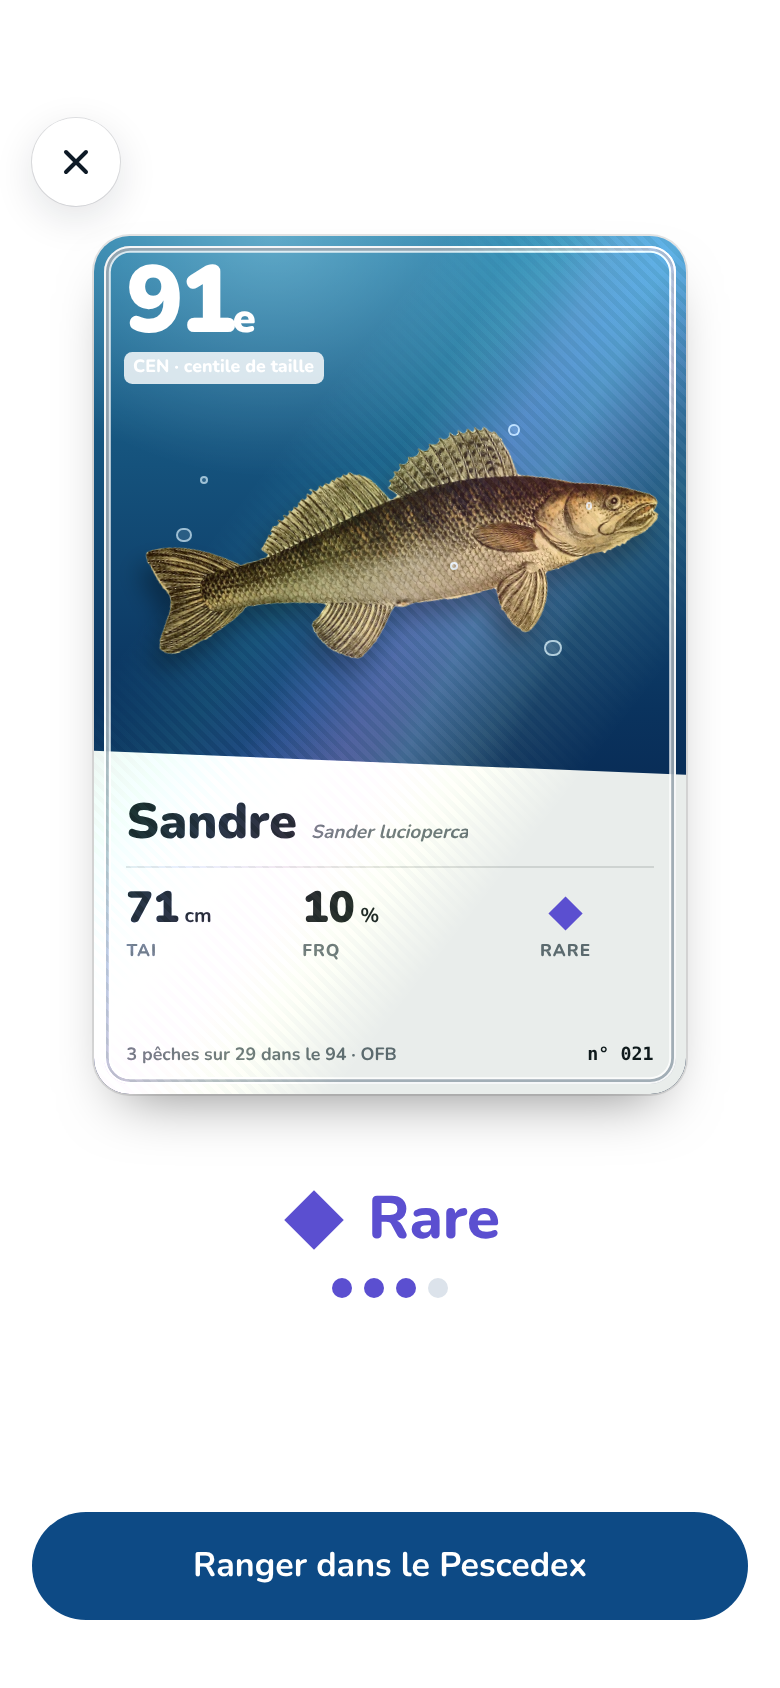 91e
CEN · centile de taille
Sandre Sander lucioperca
71 cm 10 %
TAI FRQ RARE
3 pêches sur 29 dans le 94 · OFB n° 021
Rare
Ranger dans le Pescedex